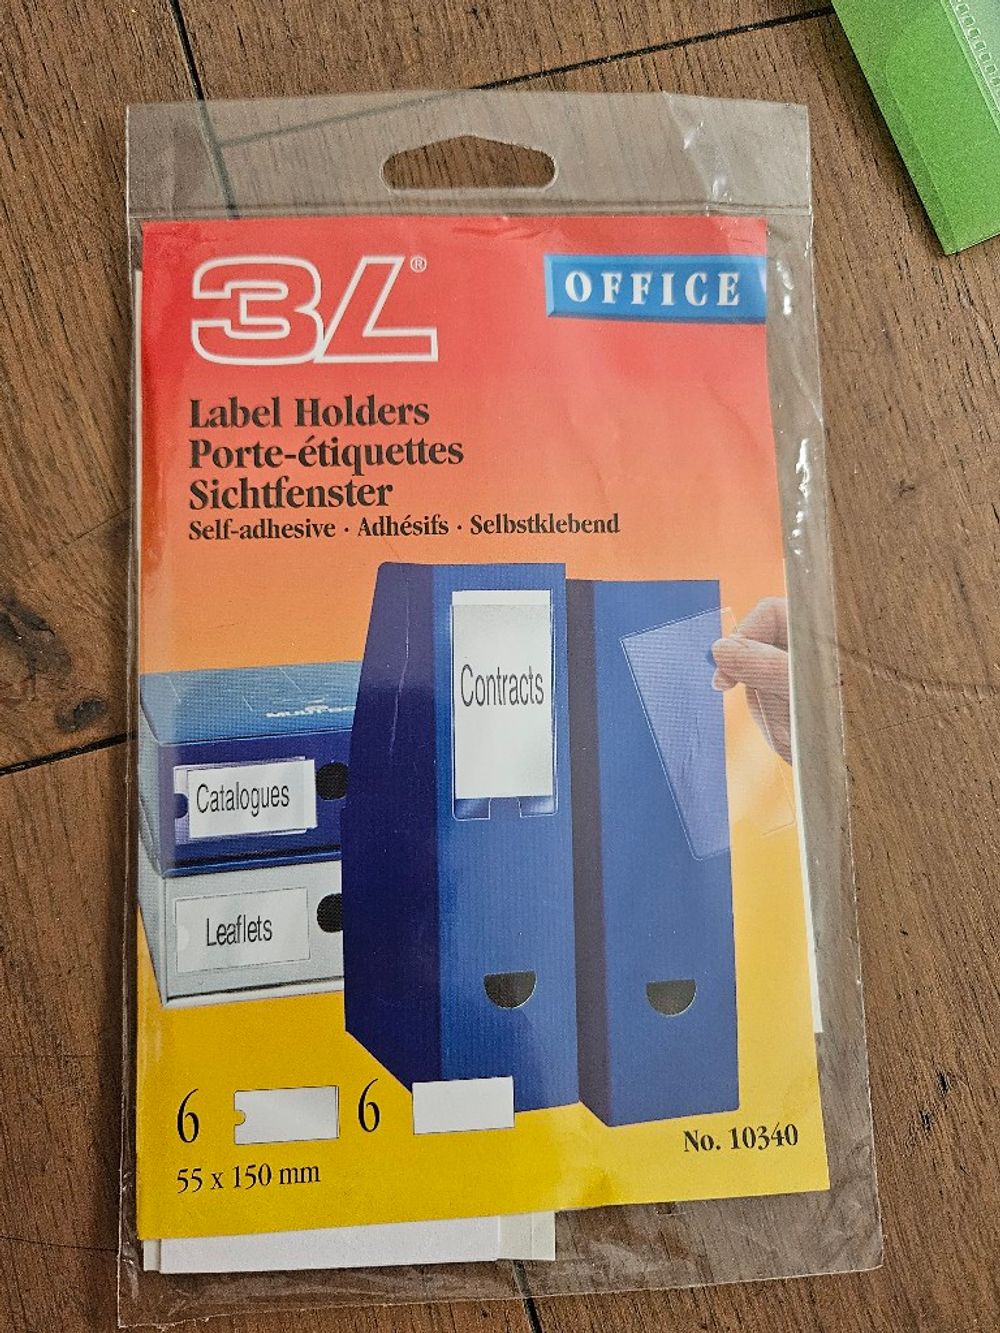 3L®
OFFICE
Label Holders
Porte-étiquettes
Sichtfenster
Self-adhesive · Adhésifs · Selbstklebend
Contracts
Catalogues
Leaflets
6 6
55 x 150 mm
No. 10340